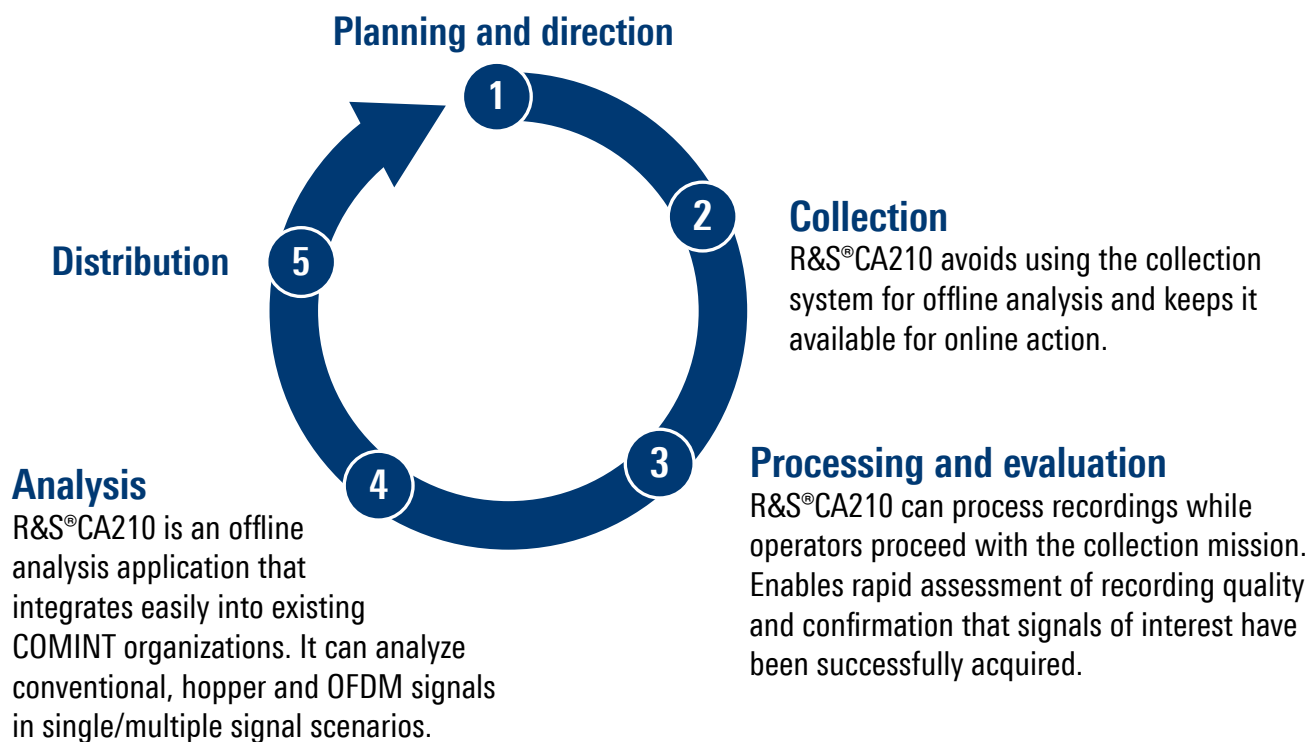 Planning and direction
1
2
Collection
R&S®CA210 avoids using the collection
system for offline analysis and keeps it
available for online action.
3
Processing and evaluation
R&S®CA210 can process recordings while
operators proceed with the collection mission.
Enables rapid assessment of recording quality
and confirmation that signals of interest have
been successfully acquired.
4
Analysis
R&S®CA210 is an offline
analysis application that
integrates easily into existing
COMINT organizations. It can analyze
conventional, hopper and OFDM signals
in single/multiple signal scenarios.
Distribution
5